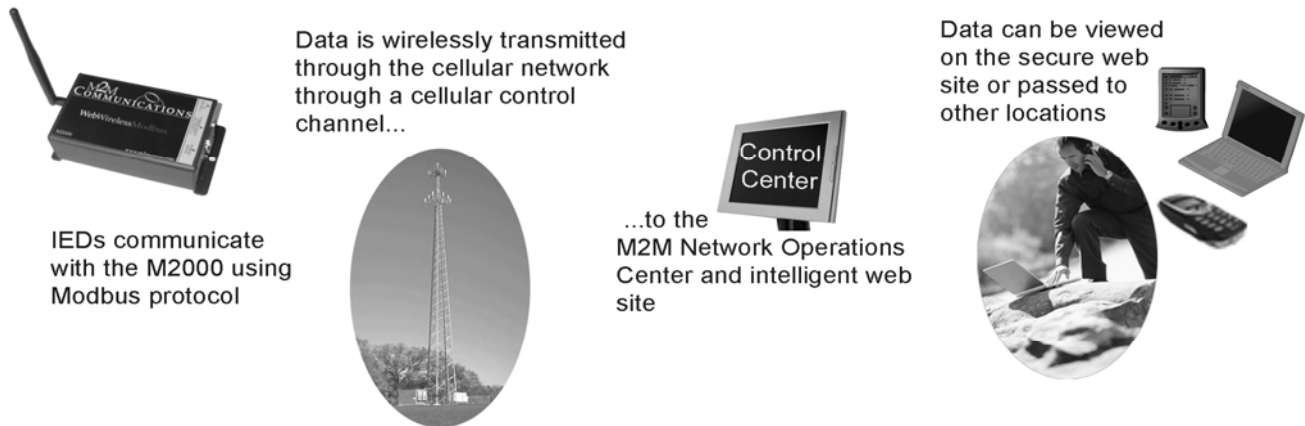 M2M
COMMUNICATIONS
WebWirelessModbus
M2000
IEDs communicate
with the M2000 using
Modbus protocol
Data is wirelessly transmitted
through the cellular network
through a cellular control
channel...
Control
Center
...to the
M2M Network Operations
Center and intelligent web
site
Data can be viewed
on the secure web
site or passed to
other locations